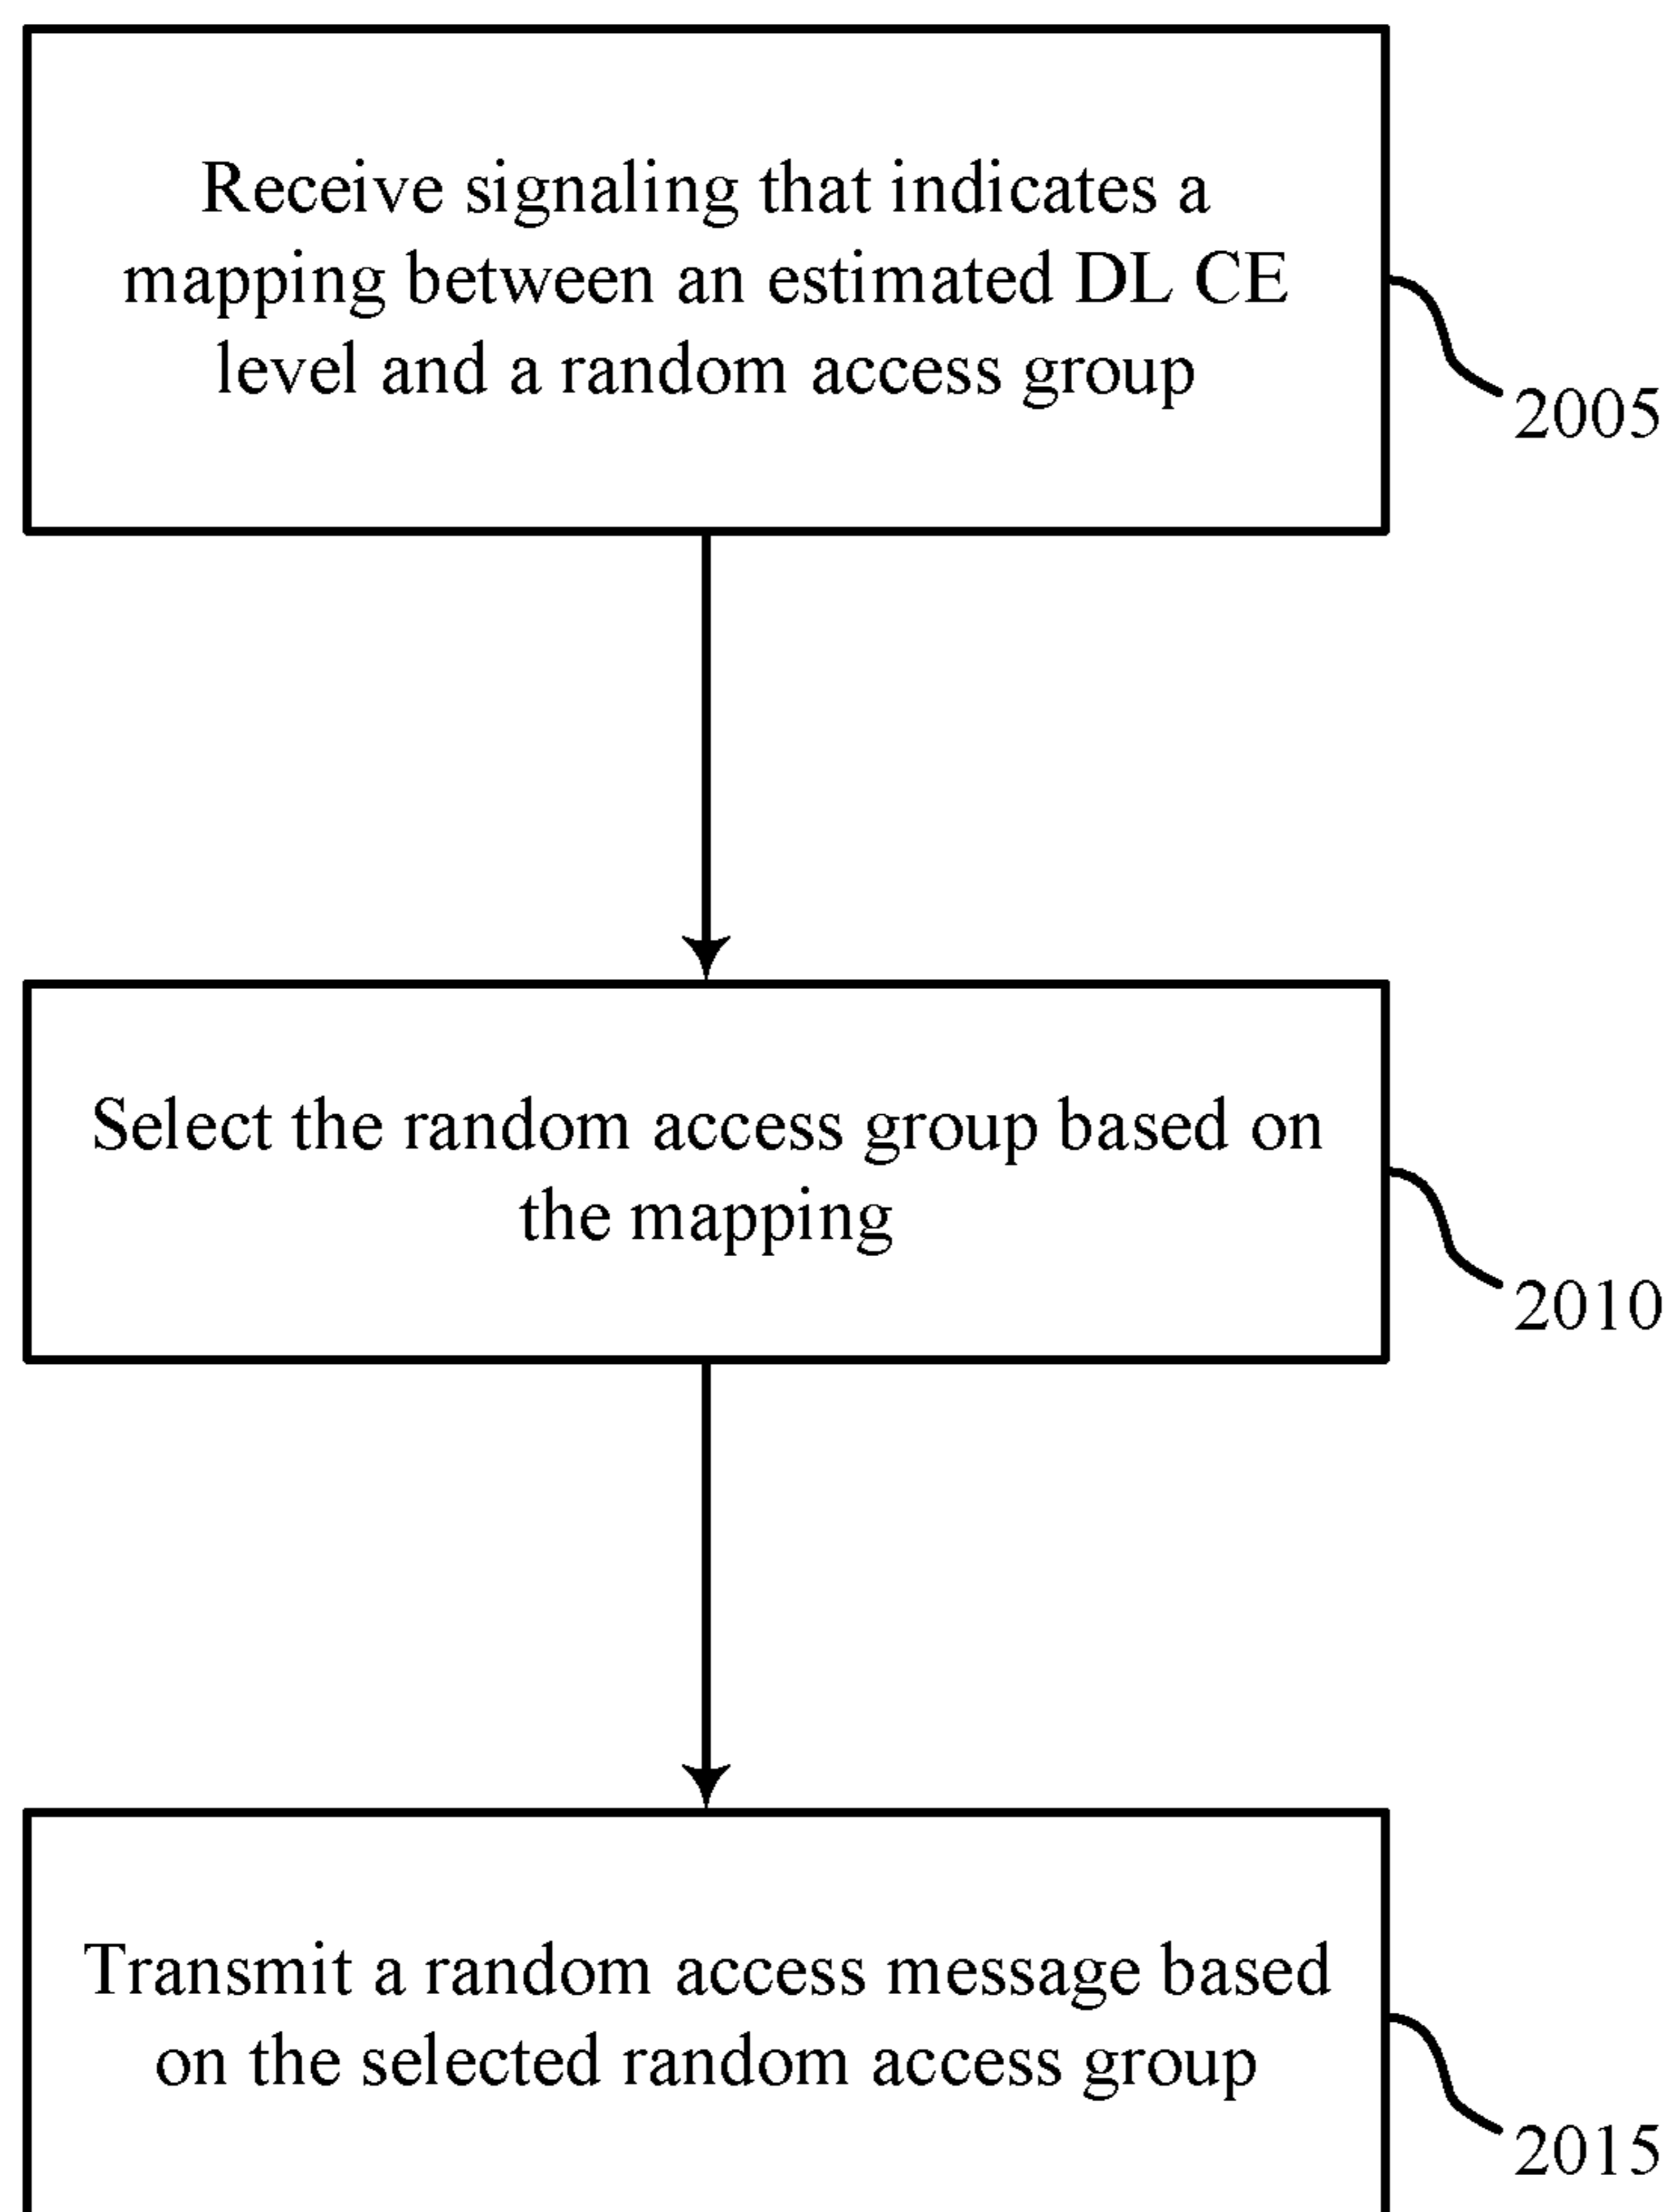 Receive signaling that indicates a
mapping between an estimated DL CE
level and a random access group
2005
Select the random access group based on
the mapping
2010
Transmit a random access message based
on the selected random access group
2015